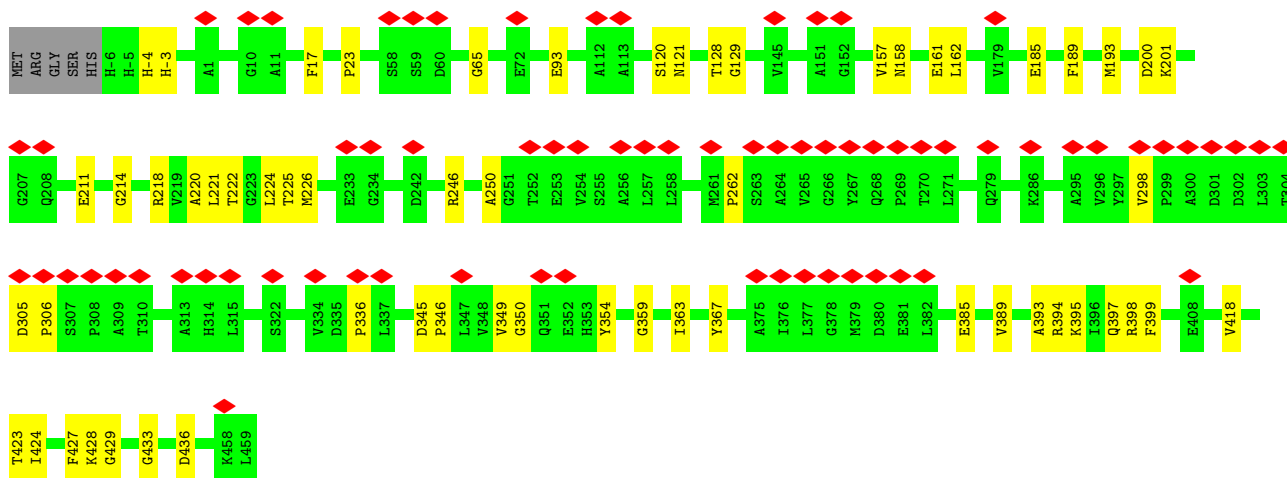 MET ARG GLY SER HIS H-6 H-5 H-4 H-3 A1 G10 A11 F17 P23 S58 S59 D60 G65 E72 E93 A112 A113 S120 N121 T128 G129 V145 A151 G152 V157 N158 E161 L162 V179 E185 F189 M193 D200 K201
G207 Q208 E211 G214 R218 V219 A220 L221 T222 G223 L224 T225 M226 E233 G234 D242 R246 A250 G251 T252 E253 V254 S255 A256 L257 L258 M261 P262 S263 A264 V265 G266 Y267 Q268 P269 T270 L271 Q279 K286 A295 V296 Y297 V298 P299 A300 D301 D302 L303 T304
D305 P306 S307 P308 A309 T310 A313 H314 L315 S322 V334 D335 P336 L337 D345 P346 L347 V348 V349 G350 Q351 E352 H353 Y354 G359 I363 Y367 A375 I376 L377 G378 M379 D380 E381 L382 E385 V389 A393 R394 K395 I396 Q397 R398 F399 E408 V418
T423 I424 F427 K428 G429 G433 D436 K458 L459